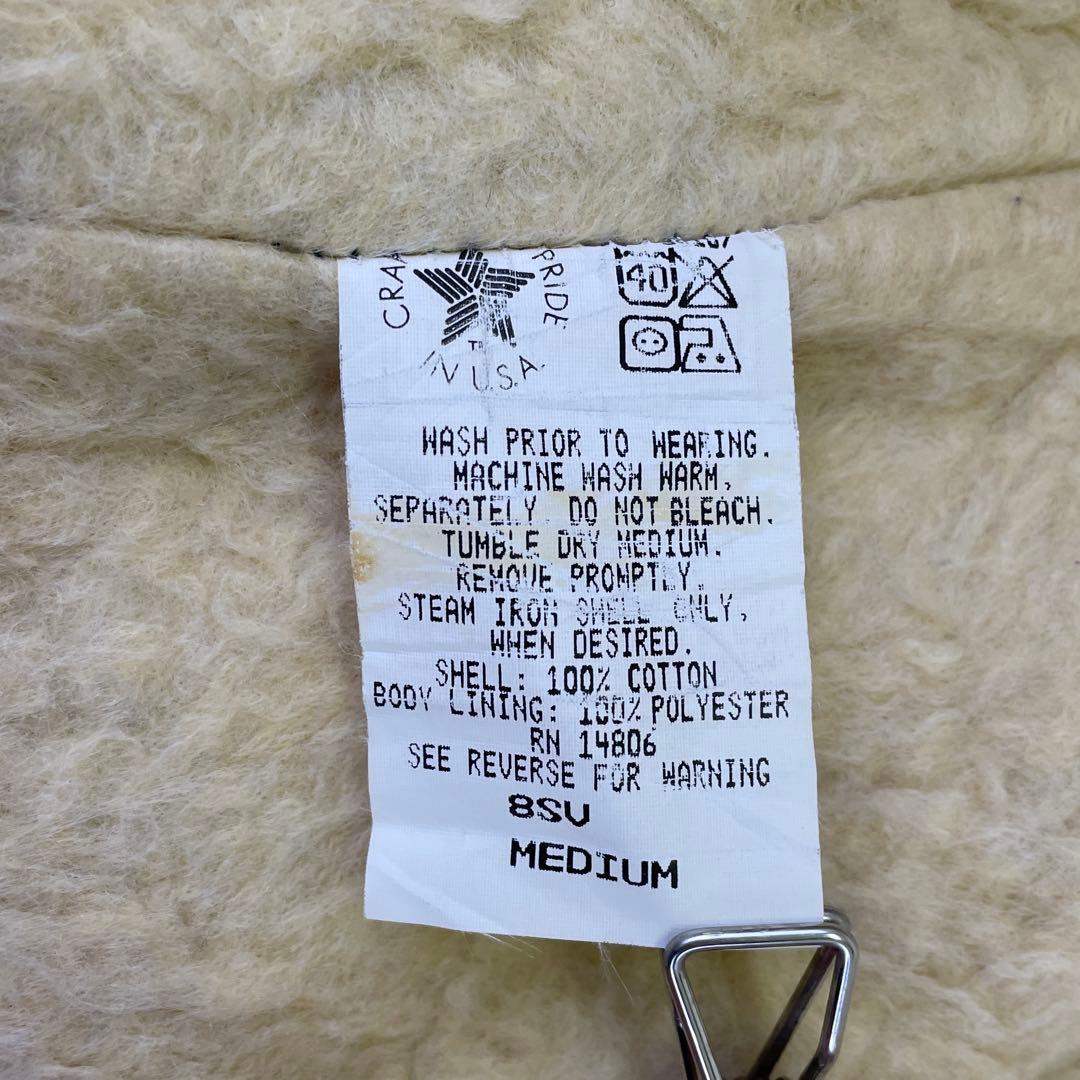 PRIDE
TM
IN U.S.A.
40
WASH PRIOR TO WEARING.
MACHINE WASH WARM,
SEPARATELY. DO NOT BLEACH.
TUMBLE DRY MEDIUM.
REMOVE PROMPTLY.
STEAM IRON SHELL ONLY,
WHEN DESIRED.
SHELL: 100% COTTON
BODY LINING: 100% POLYESTER
RN 14806
SEE REVERSE FOR WARNING
8SV
MEDIUM